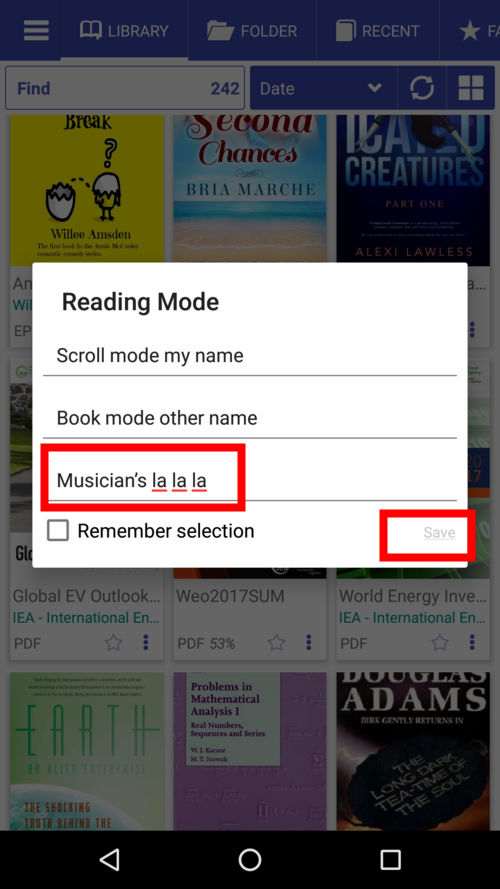 LIBRARY
FOLDER
RECENT
FA
Find
242
Date
Break
?
Willee Amsden
The first book in the Annie McCauley
romantic comedy series.
Second
Chances
BRIA MARCHE
CREATURES
PART ONE
ALEXI LAWLESS
An
Wil
a...
EP
Reading Mode
Scroll mode my name
Book mode other name
Musician’s la la la
Remember selection
Save
Glo
2017
Global EV Outlook...
Weo2017SUM
World Energy Inve...
IEA - International En...
IEA - International En...
PDF
PDF 53%
PDF
EARTH
AN ALIEN ENTERPRISE
THE SHOCKING
TRUTH BEHIND THE
Problems in
Mathematical
Analysis I
Real Numbers,
Sequences and Series
W. J. Kaczor
M. T. Nowak
DOUGLAS
ADAMS
DIRK GENTLY RETURNS IN
THE
LONG DARK
TEA-TIME OF
THE SOUL